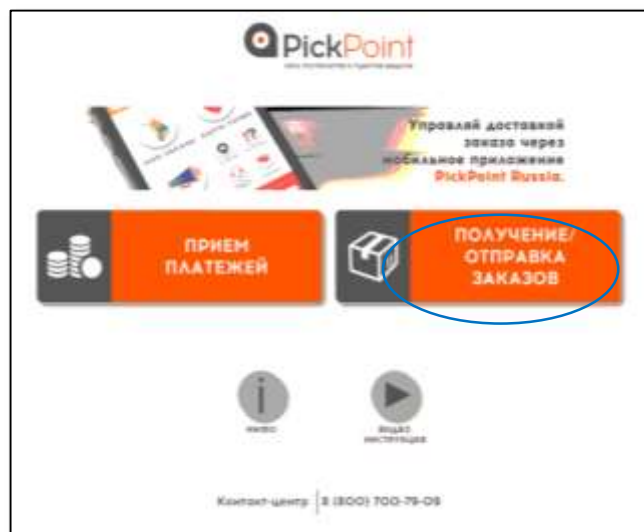 PickPoint
Управляй доставкой
заказа через
мобильное приложение
PickPoint Russia.
ПРИЕМ
ПЛАТЕЖЕЙ
ПОЛУЧЕНИЕ/
ОТПРАВКА
ЗАКАЗОВ
ИНФО
ВИДЕО
ИНСТРУКЦИЯ
Контакт-центр 8 (800) 700-79-09